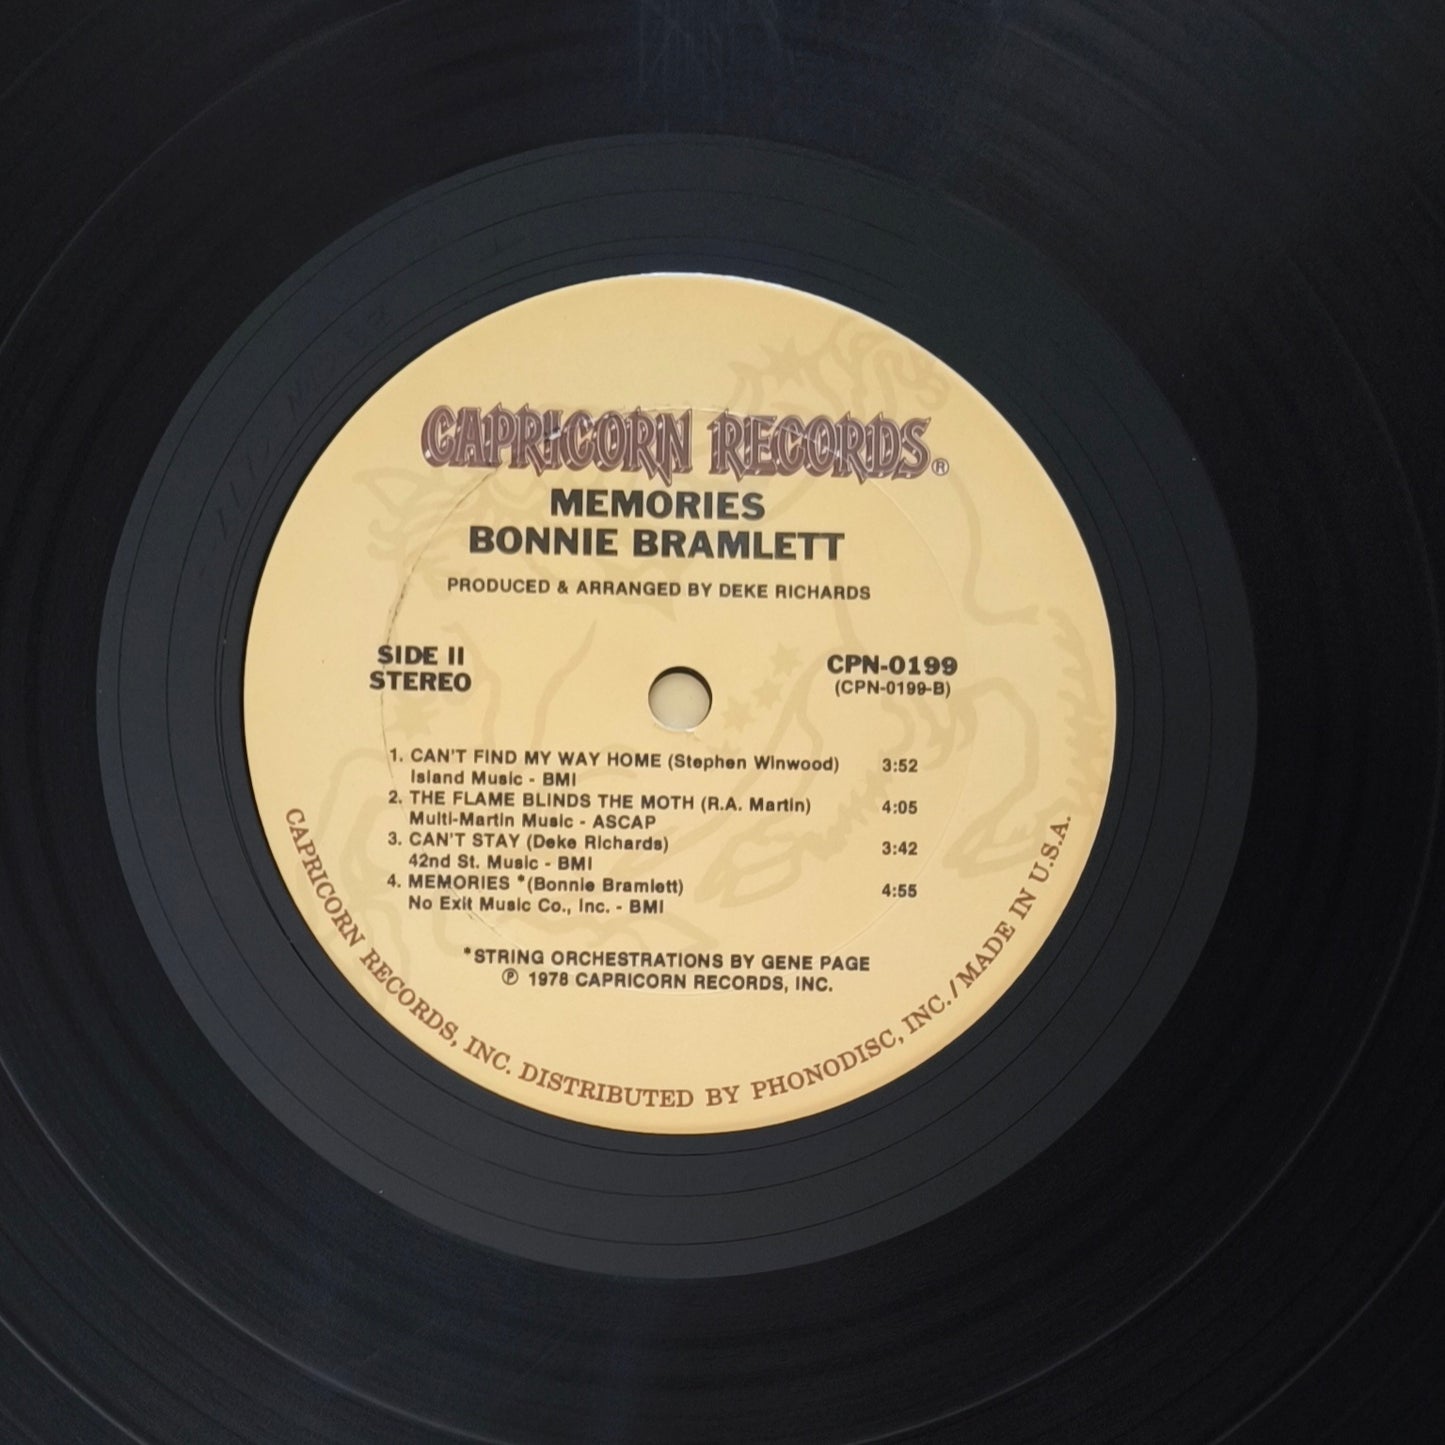 CAPRICORN RECORDS®
MEMORIES
BONNIE BRAMLETT
PRODUCED & ARRANGED BY DEKE RICHARDS
SIDE II
STEREO
CPN-0199
(CPN-0199-B)
1. CAN'T FIND MY WAY HOME (Stephen Winwood) 3:52
Island Music - BMI
2. THE FLAME BLINDS THE MOTH (R.A. Martin) 4:05
Multi-Martin Music - ASCAP
3. CAN'T STAY (Deke Richards) 3:42
42nd St. Music - BMI
4. MEMORIES *(Bonnie Bramlett) 4:55
No Exit Music Co., Inc. - BMI
*STRING ORCHESTRATIONS BY GENE PAGE
℗ 1978 CAPRICORN RECORDS, INC.
CAPRICORN RECORDS, INC. DISTRIBUTED BY PHONODISC, INC. / MADE IN U.S.A.